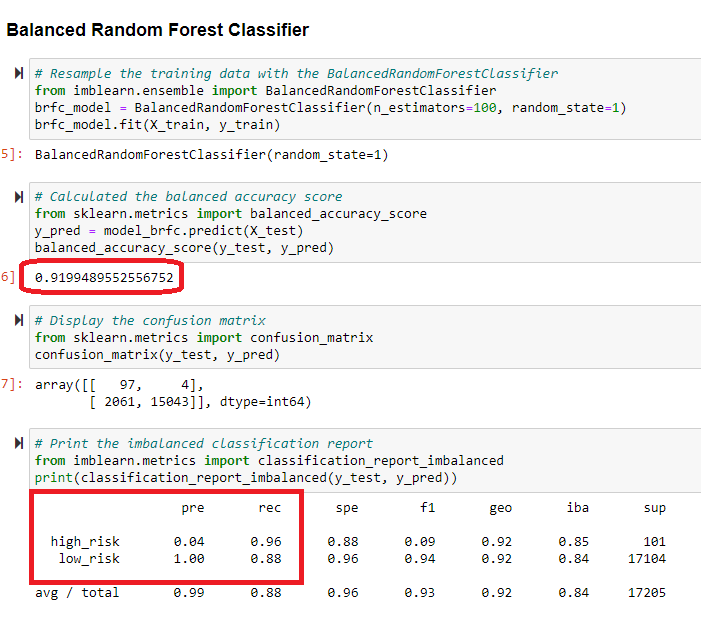 Balanced Random Forest Classifier
# Resample the training data with the BalancedRandomForestClassifier
from imblearn.ensemble import BalancedRandomForestClassifier
brfc_model = BalancedRandomForestClassifier(n_estimators=100, random_state=1)
brfc_model.fit(X_train, y_train)
5]: BalancedRandomForestClassifier(random_state=1)
# Calculated the balanced accuracy score
from sklearn.metrics import balanced_accuracy_score
y_pred = model_brfc.predict(X_test)
balanced_accuracy_score(y_test, y_pred)
6] 0.9199489552556752
# Display the confusion matrix
from sklearn.metrics import confusion_matrix
confusion_matrix(y_test, y_pred)
7]: array([[   97,     4],
[ 2061, 15043]], dtype=int64)
# Print the imbalanced classification report
from imblearn.metrics import classification_report_imbalanced
print(classification_report_imbalanced(y_test, y_pred))
pre rec spe f1 geo iba sup
high_risk 0.04 0.96 0.88 0.09 0.92 0.85 101
low_risk 1.00 0.88 0.96 0.94 0.92 0.84 17104
avg / total 0.99 0.88 0.96 0.93 0.92 0.84 17205